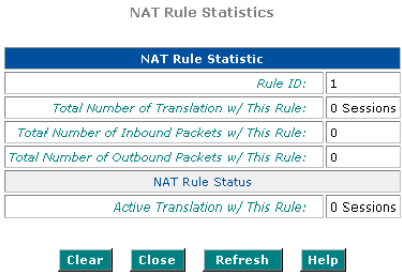 NAT Rule Statistics
NAT Rule Statistic
Rule ID: 1
Total Number of Translation w/ This Rule: 0 Sessions
Total Number of Inbound Packets w/ This Rule: 0
Total Number of Outbound Packets w/ This Rule: 0
NAT Rule Status
Active Translation w/ This Rule: 0 Sessions
Clear Close Refresh Help